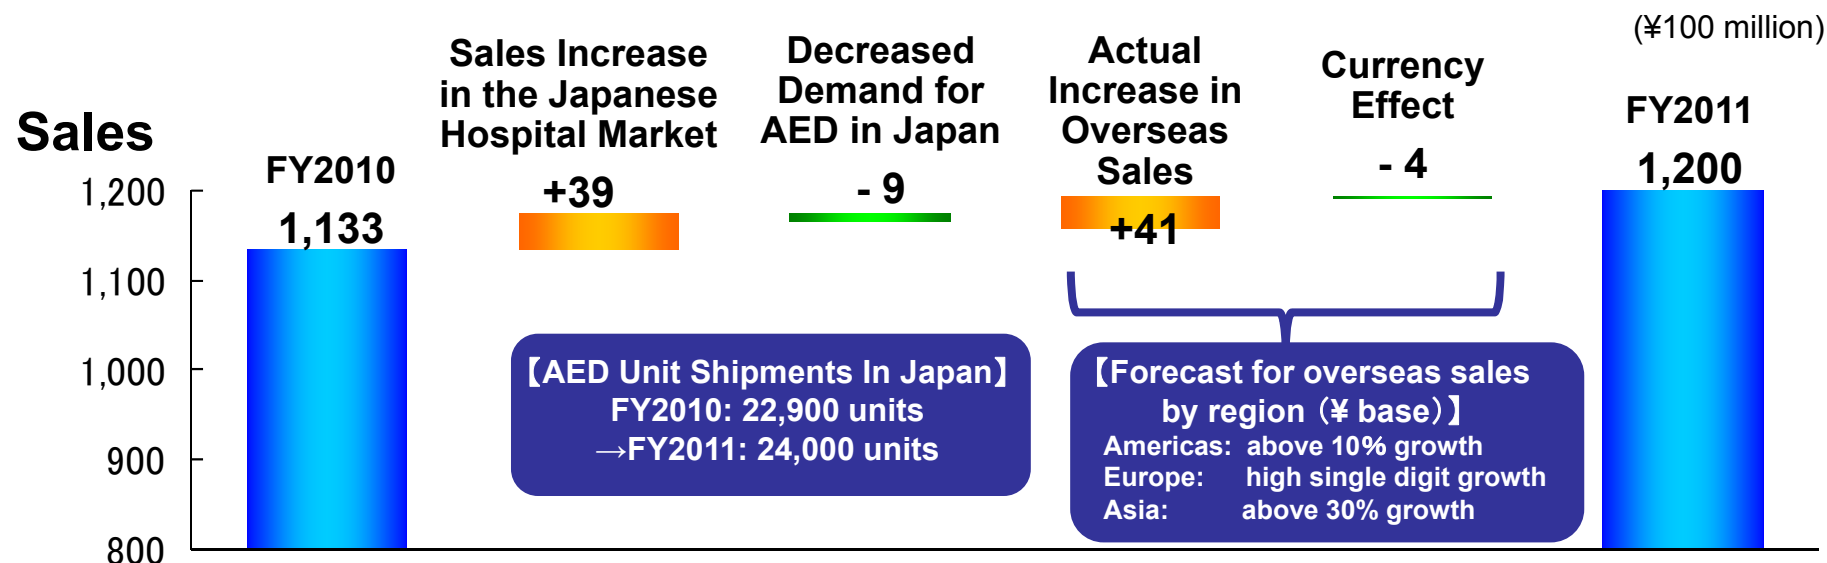 (¥100 million)
Sales
FY2010
1,133
Sales Increase
in the Japanese
Hospital Market
+39
Decreased
Demand for
AED in Japan
- 9
Actual
Increase in
Overseas
Sales
+41
Currency
Effect
- 4
FY2011
1,200
1,200
1,100
1,000
900
800
【AED Unit Shipments In Japan】
FY2010: 22,900 units
→FY2011: 24,000 units
【Forecast for overseas sales
by region（¥ base）】
Americas: above 10% growth
Europe: high single digit growth
Asia: above 30% growth